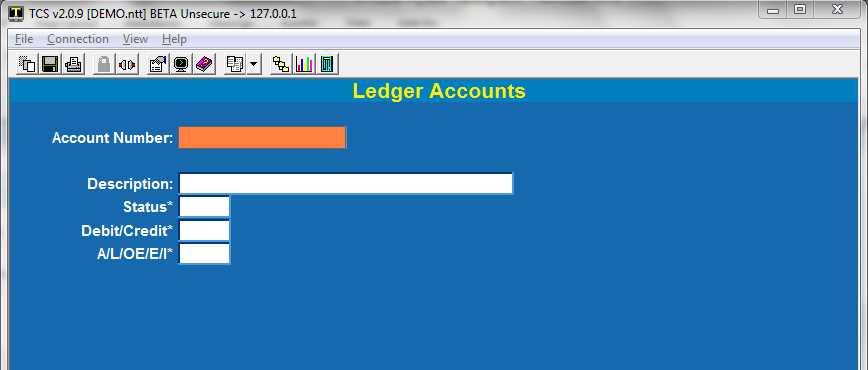 TCS v2.0.9 [DEMO.ntt] BETA Unsecure -> 127.0.0.1
File Connection View Help
Ledger Accounts
Account Number:
Description:
Status*
Debit/Credit*
A/L/OE/E/I*